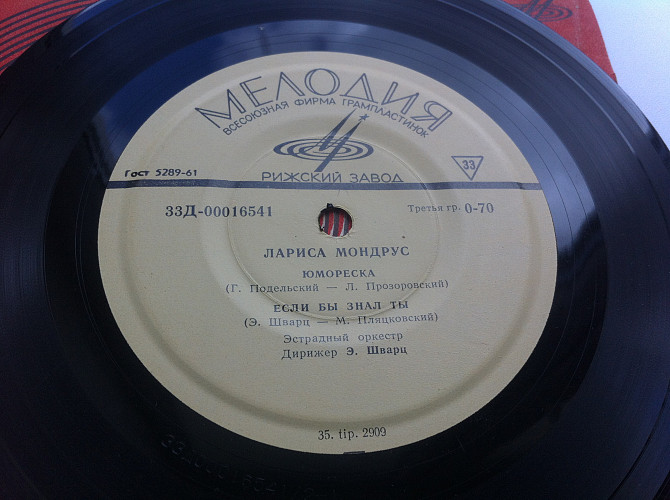 МЕЛОДИЯ
ВСЕСОЮЗНАЯ ФИРМА ГРАМПЛАСТИНОК
Гост 5289-61
33
РИЖСКИЙ ЗАВОД
33Д-00016541
Третья гр. 0-70
ЛАРИСА МОНДРУС
ЮМОРЕСКА
(Г. Подельский — Л. Прозоровский)
ЕСЛИ БЫ ЗНАЛ ТЫ
(Э. Шварц — М. Пляцковский)
Эстрадный оркестр
Дирижер Э. Шварц
35. tip. 2909